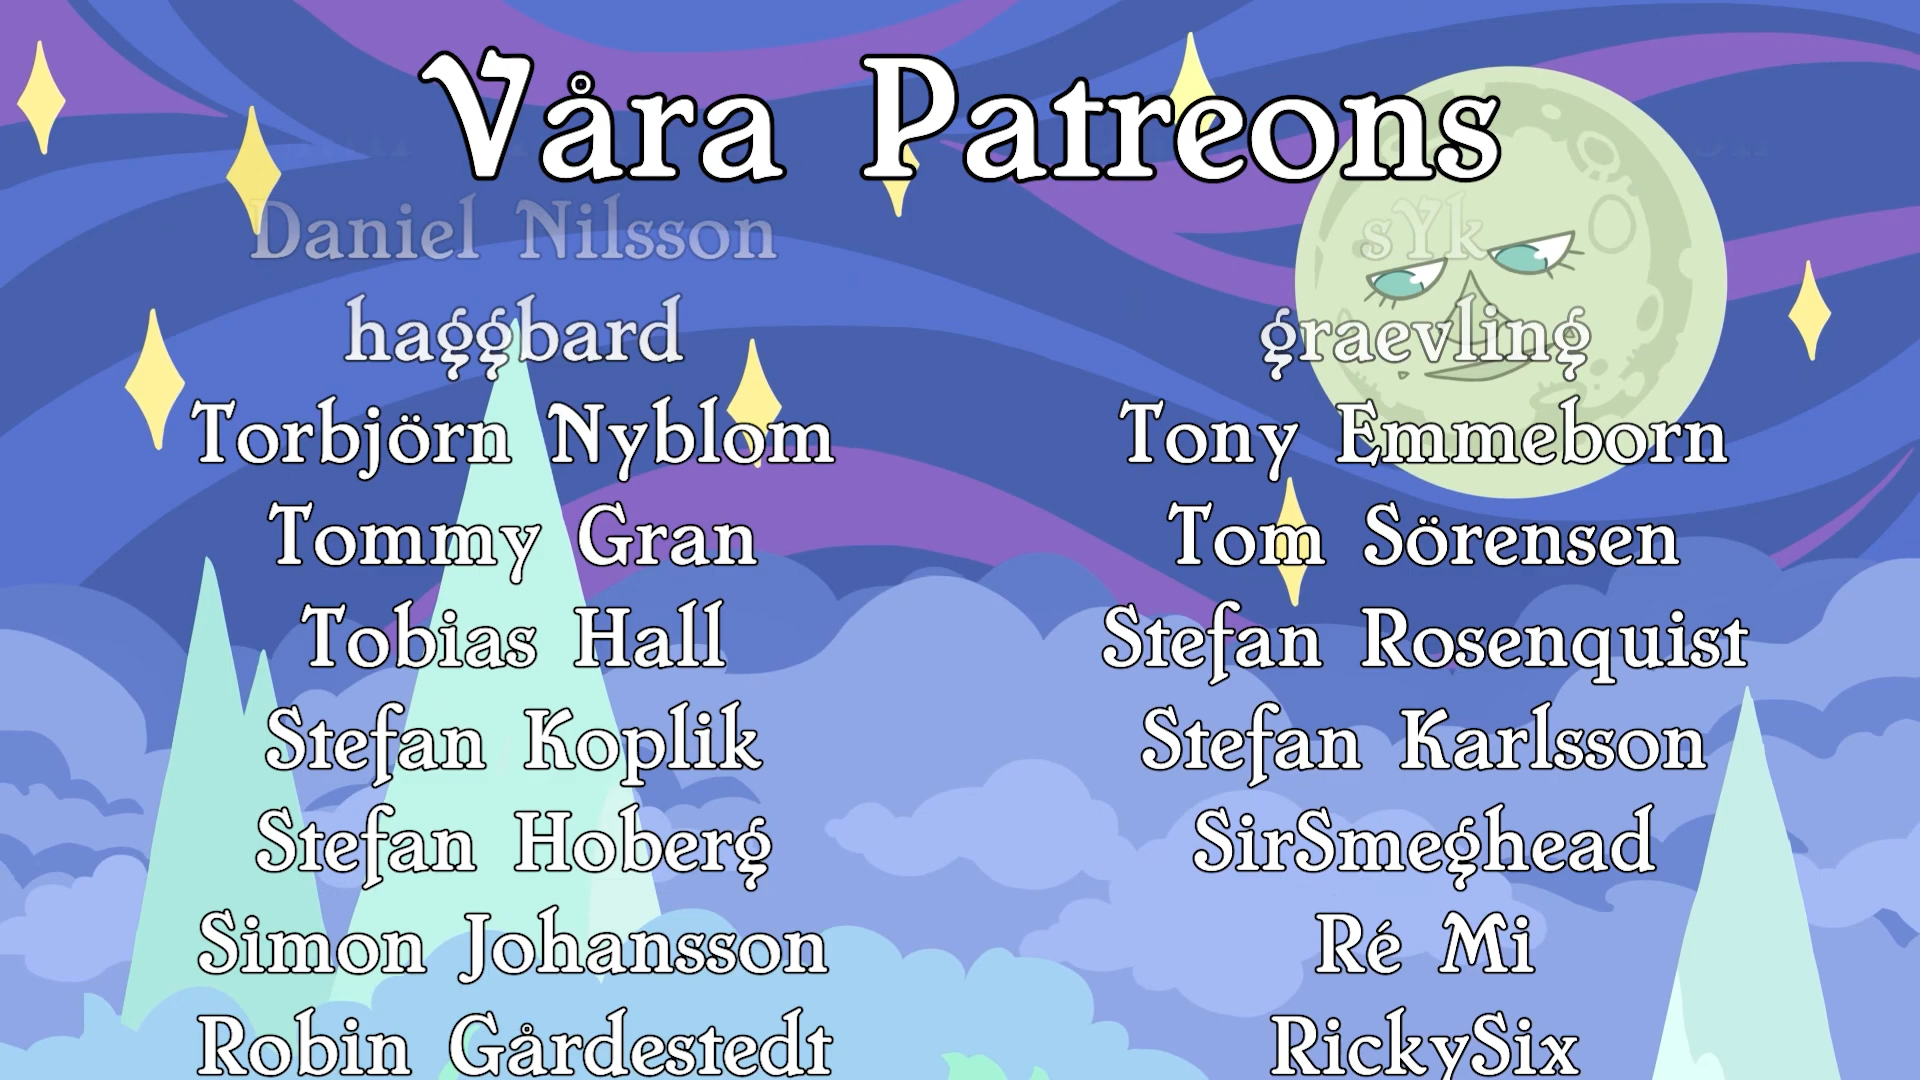 Våra Patreons
Daniel Nilsson sYk
haggbard graevling
Torbjörn Nyblom Tony Emmeborn
Tommy Gran Tom Sörensen
Tobias Hall Stefan Rosenquist
Stefan Koplik Stefan Karlsson
Stefan Hoberg SirSmeghead
Simon Johansson Ré Mi
Robin Gårdestedt RickySix